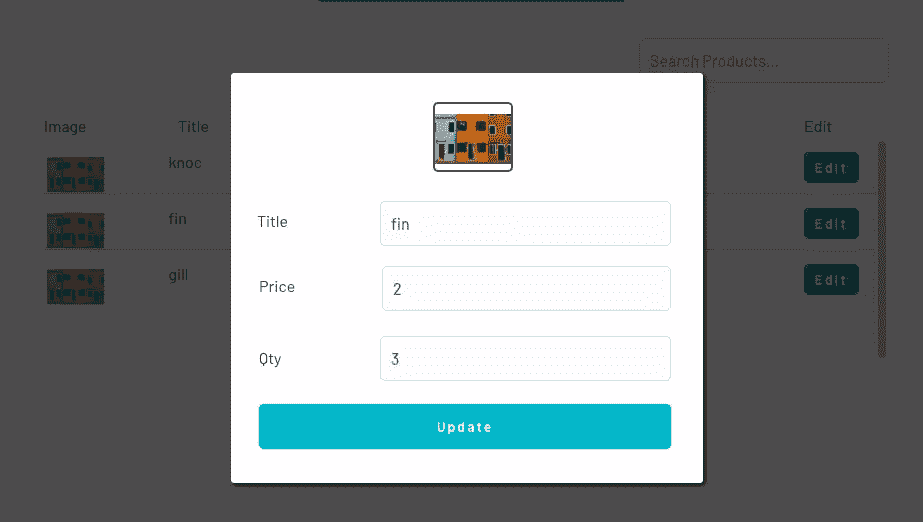 Search Products...
Image Title Edit
knoc Edit
fin Edit
gill Edit
Title fin
Price 2
Qty 3
Update